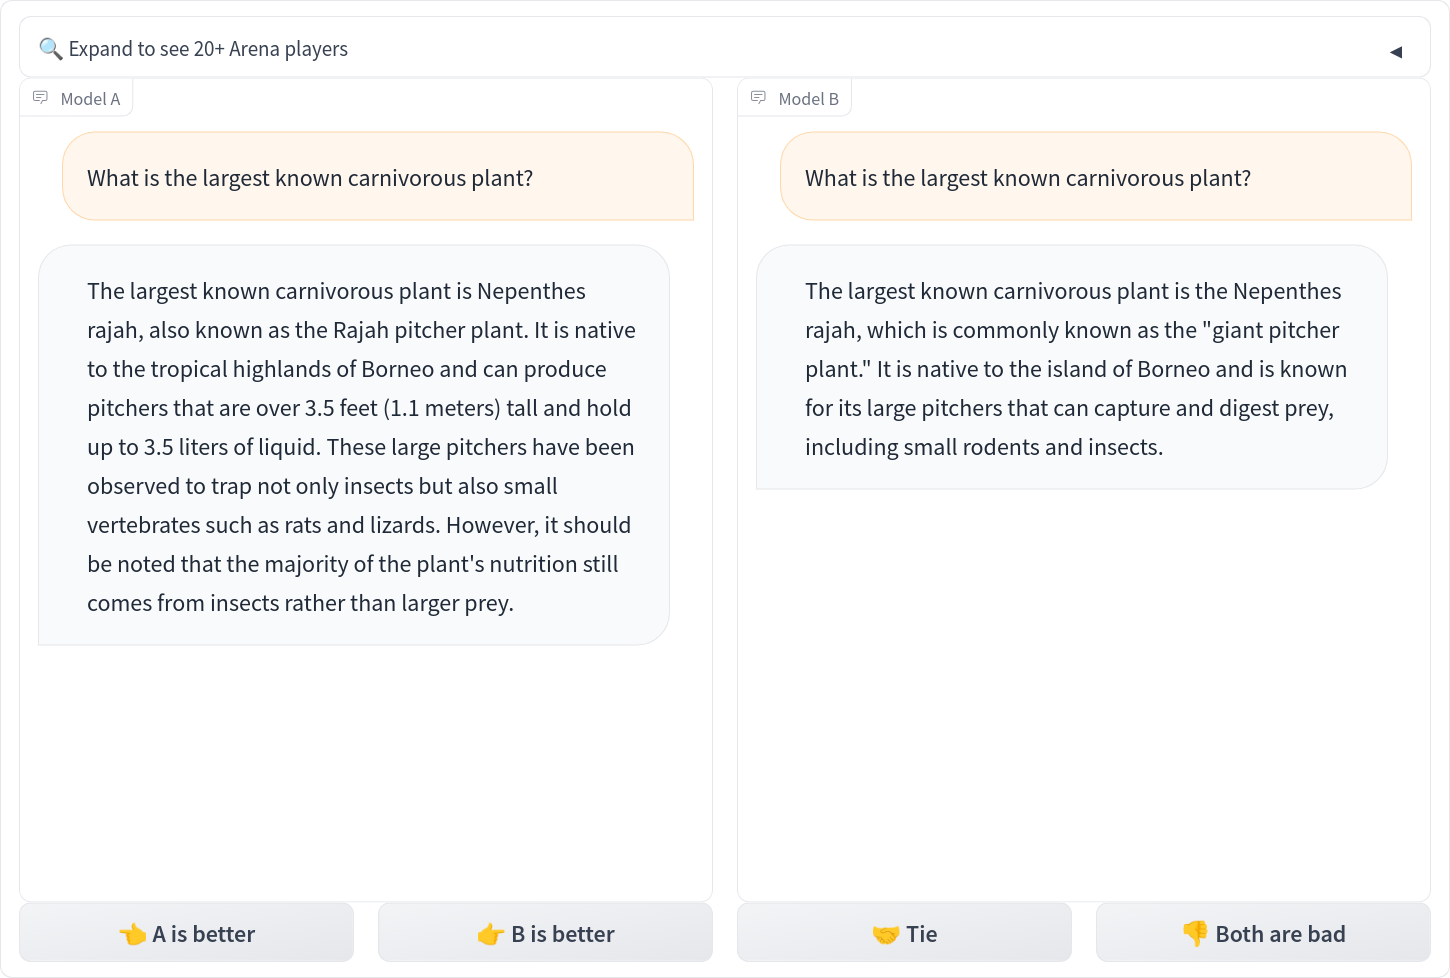 🔍 Expand to see 20+ Arena players ◀
Model A
What is the largest known carnivorous plant?
The largest known carnivorous plant is Nepenthes
rajah, also known as the Rajah pitcher plant. It is native
to the tropical highlands of Borneo and can produce
pitchers that are over 3.5 feet (1.1 meters) tall and hold
up to 3.5 liters of liquid. These large pitchers have been
observed to trap not only insects but also small
vertebrates such as rats and lizards. However, it should
be noted that the majority of the plant's nutrition still
comes from insects rather than larger prey.
Model B
What is the largest known carnivorous plant?
The largest known carnivorous plant is the Nepenthes
rajah, which is commonly known as the "giant pitcher
plant." It is native to the island of Borneo and is known
for its large pitchers that can capture and digest prey,
including small rodents and insects.
👈 A is better
👉 B is better
🤝 Tie
👎 Both are bad